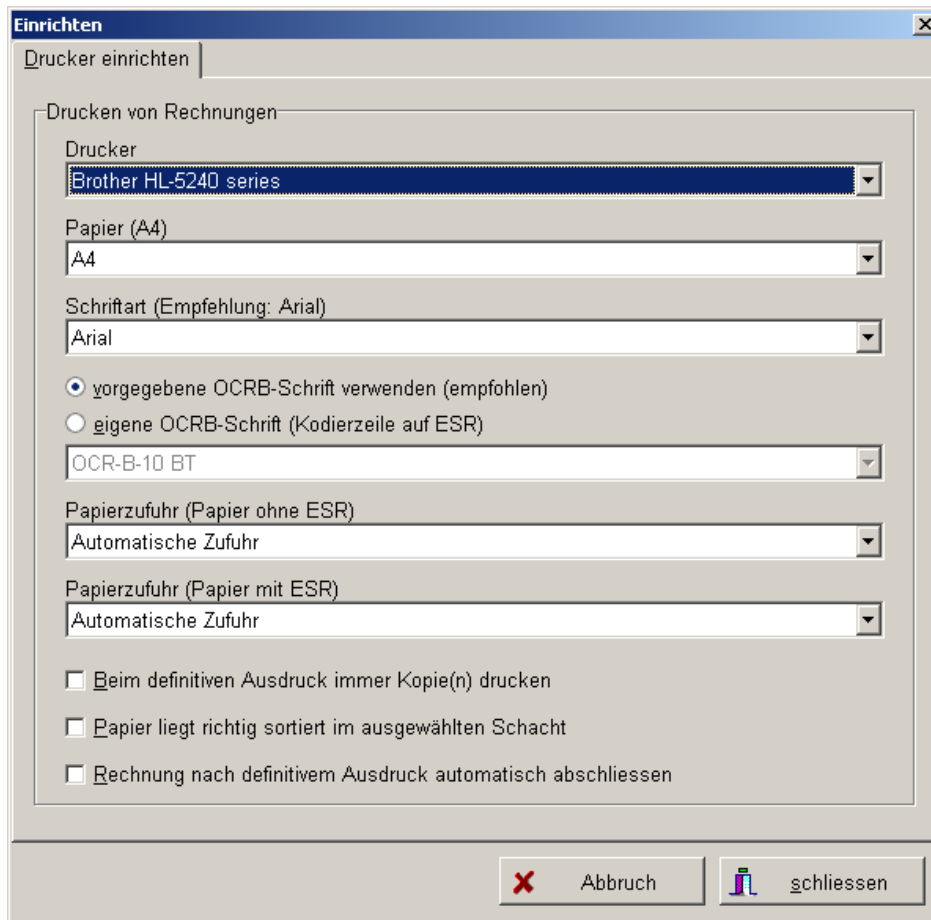 Einrichten
Drucker einrichten
Drucken von Rechnungen
Drucker
Brother HL-5240 series
Papier (A4)
A4
Schriftart (Empfehlung: Arial)
Arial
vorgegebene OCRB-Schrift verwenden (empfohlen)
eigene OCRB-Schrift (Kodierzeile auf ESR)
OCR-B-10 BT
Papierzufuhr (Papier ohne ESR)
Automatische Zufuhr
Papierzufuhr (Papier mit ESR)
Automatische Zufuhr
Beim definitiven Ausdruck immer Kopie(n) drucken
Papier liegt richtig sortiert im ausgewählten Schacht
Rechnung nach definitivem Ausdruck automatisch abschliessen
Abbruch
schliessen